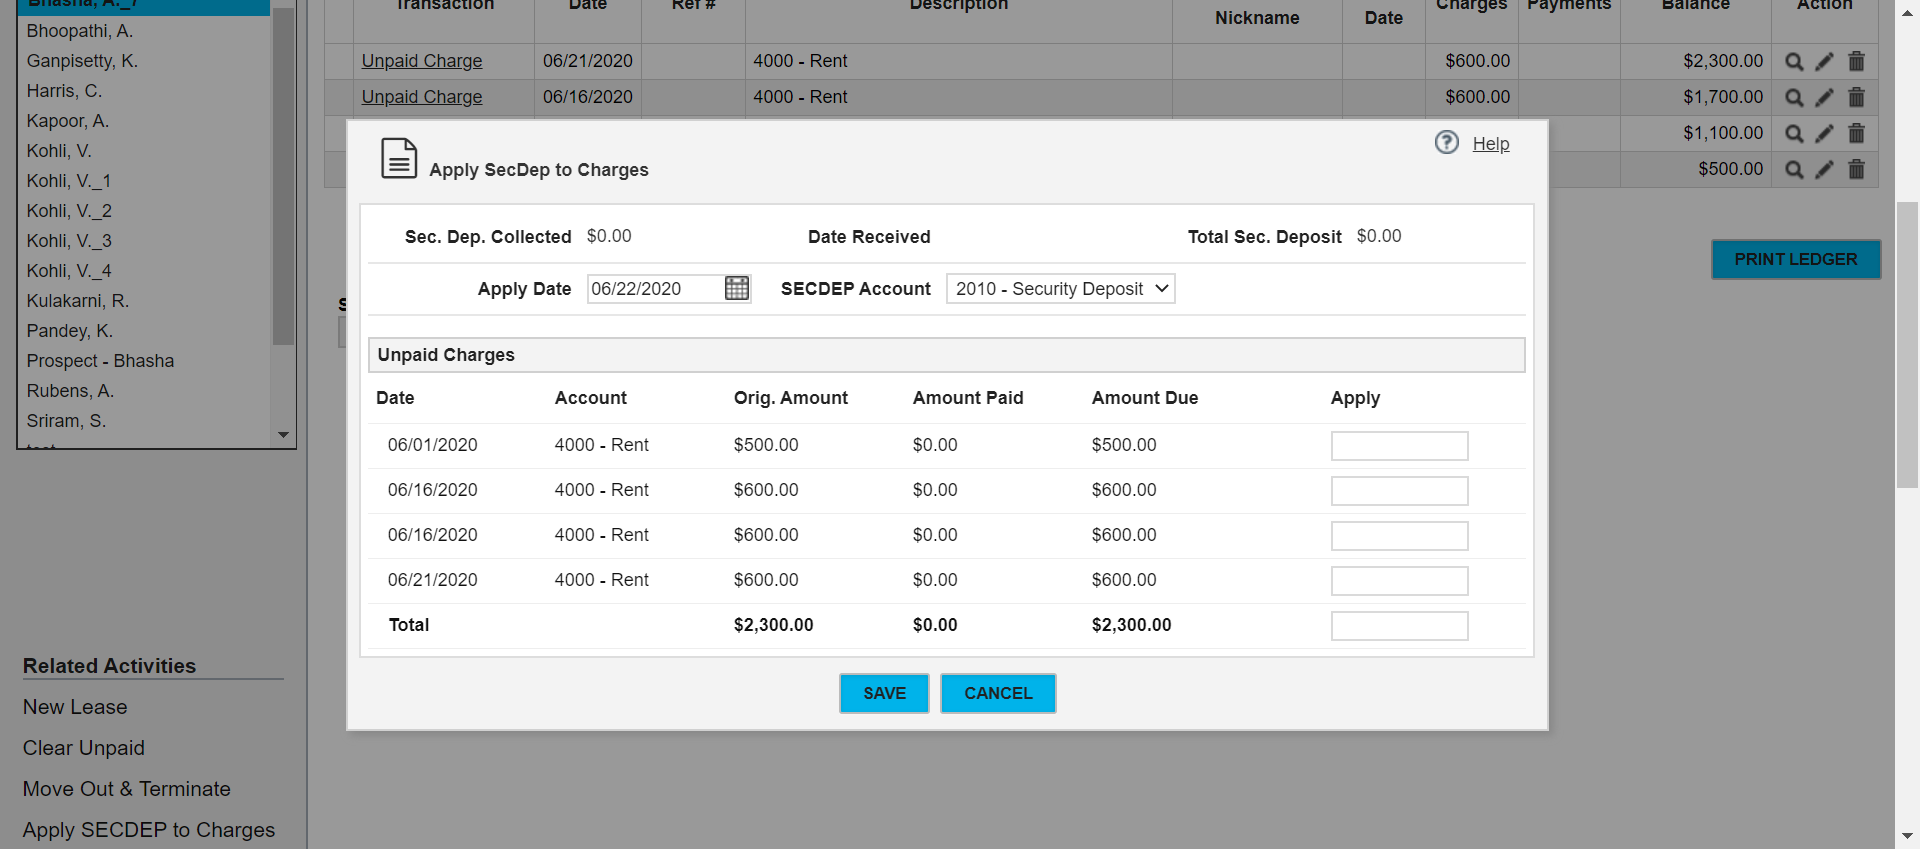 Bhasha, A._7
Bhoopathi, A.
Ganpisetty, K.
Harris, C.
Kapoor, A.
Kohli, V.
Kohli, V._1
Kohli, V._2
Kohli, V._3
Kohli, V._4
Kulakarni, R.
Pandey, K.
Prospect - Bhasha
Rubens, A.
Sriram, S.
Related Activities
New Lease
Clear Unpaid
Move Out & Terminate
Apply SECDEP to Charges
Transaction Date Ref # Description Nickname Date Charges Payments Balance Action
Unpaid Charge 06/21/2020 4000 - Rent $600.00 $2,300.00
Unpaid Charge 06/16/2020 4000 - Rent $600.00 $1,700.00
$1,100.00
$500.00
PRINT LEDGER
Apply SecDep to Charges
? Help
Sec. Dep. Collected $0.00 Date Received Total Sec. Deposit $0.00
Apply Date 06/22/2020 SECDEP Account 2010 - Security Deposit
Unpaid Charges
Date Account Orig. Amount Amount Paid Amount Due Apply
06/01/2020 4000 - Rent $500.00 $0.00 $500.00
06/16/2020 4000 - Rent $600.00 $0.00 $600.00
06/16/2020 4000 - Rent $600.00 $0.00 $600.00
06/21/2020 4000 - Rent $600.00 $0.00 $600.00
Total $2,300.00 $0.00 $2,300.00
SAVE CANCEL